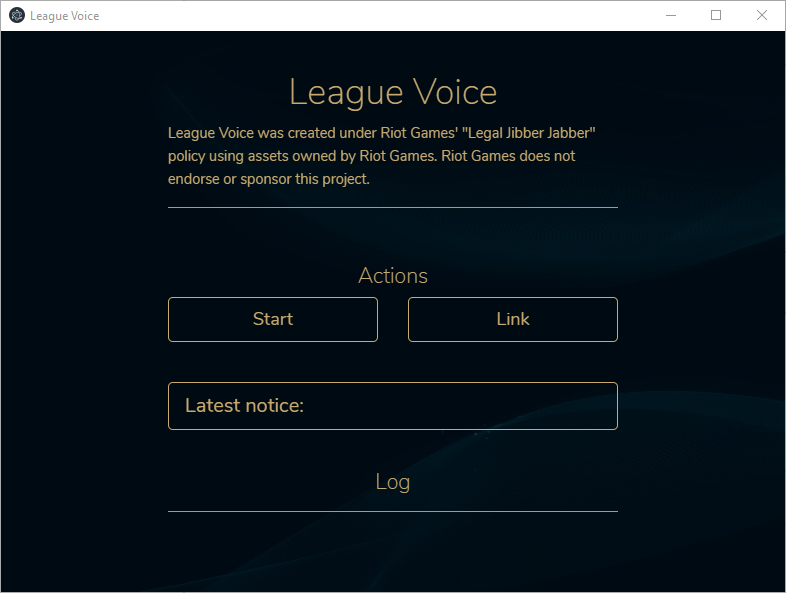 League Voice
League Voice
League Voice was created under Riot Games' "Legal Jibber Jabber"
policy using assets owned by Riot Games. Riot Games does not
endorse or sponsor this project.
Actions
Start
Link
Latest notice:
Log